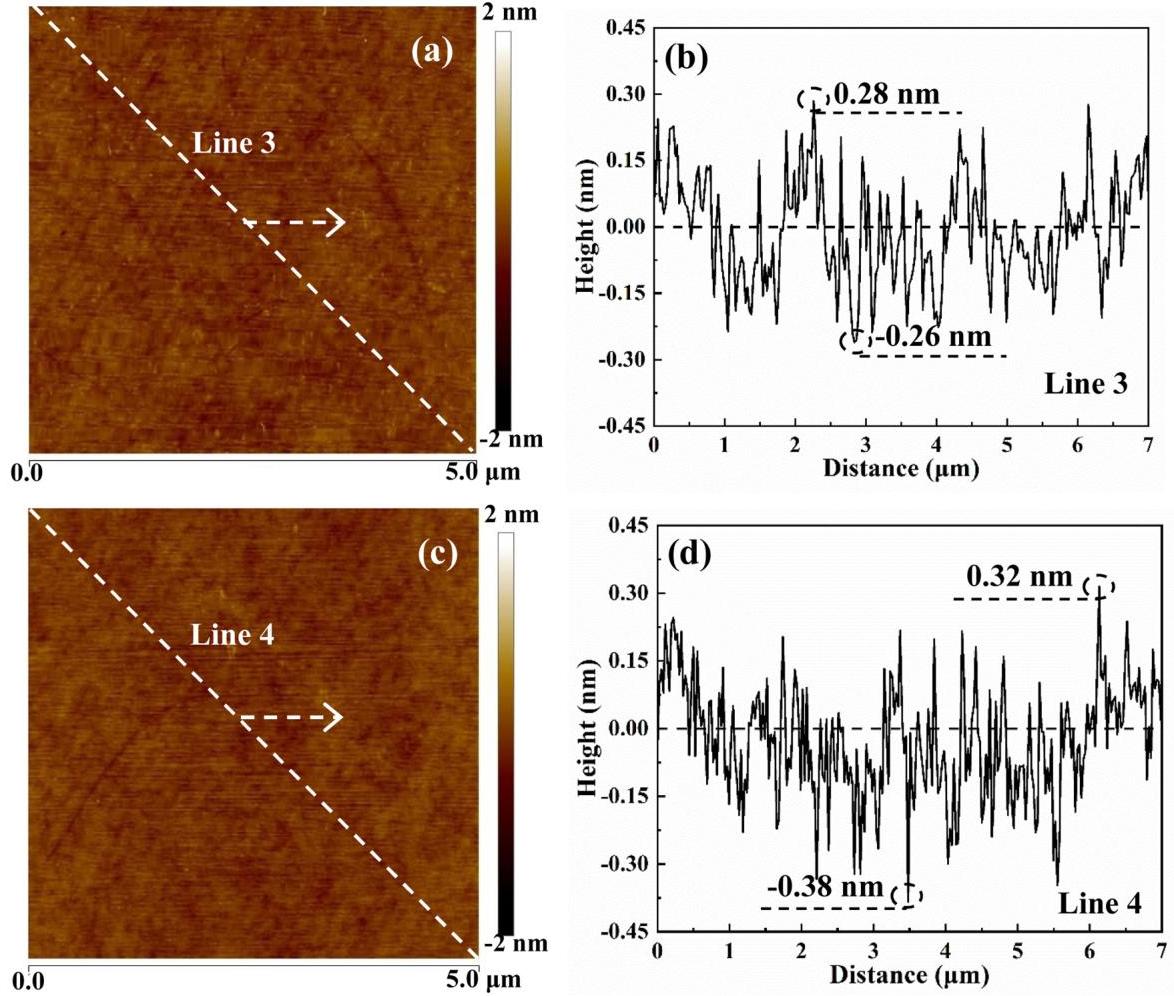 2 nm
(a)
Line 3
-2 nm
0.0
5.0 μm
(b)
0.45
0.30
0.15
0.00
-0.15
-0.30
-0.45
Height (nm)
0.28 nm
-0.26 nm
Line 3
0 1 2 3 4 5 6 7
Distance (μm)
2 nm
(c)
Line 4
-2 nm
0.0
5.0 μm
(d)
0.45
0.30
0.15
0.00
-0.15
-0.30
-0.45
Height (nm)
0.32 nm
-0.38 nm
Line 4
0 1 2 3 4 5 6 7
Distance (μm)